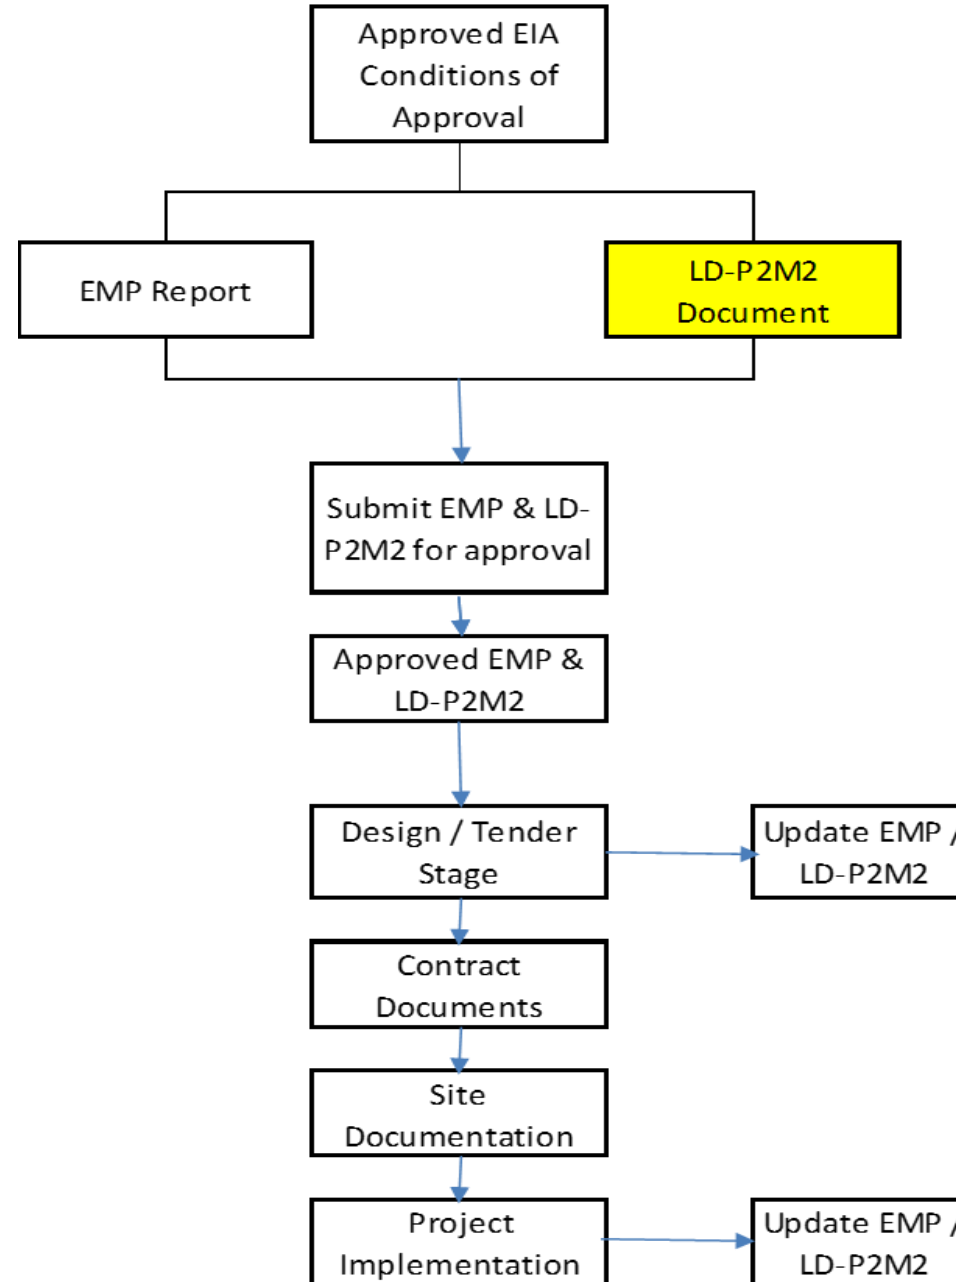 Approved EIA
Conditions of
Approval
EMP Report
LD-P2M2
Document
Submit EMP & LD-
P2M2 for approval
Approved EMP &
LD-P2M2
Design / Tender
Stage
Update EMP /
LD-P2M2
Contract
Documents
Site
Documentation
Project
Implementation
Update EMP /
LD-P2M2